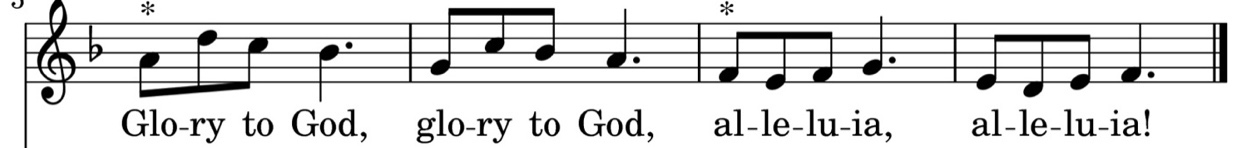 * *
Glo-ry to God, glo-ry to God, al-le-lu-ia, al-le-lu-ia!